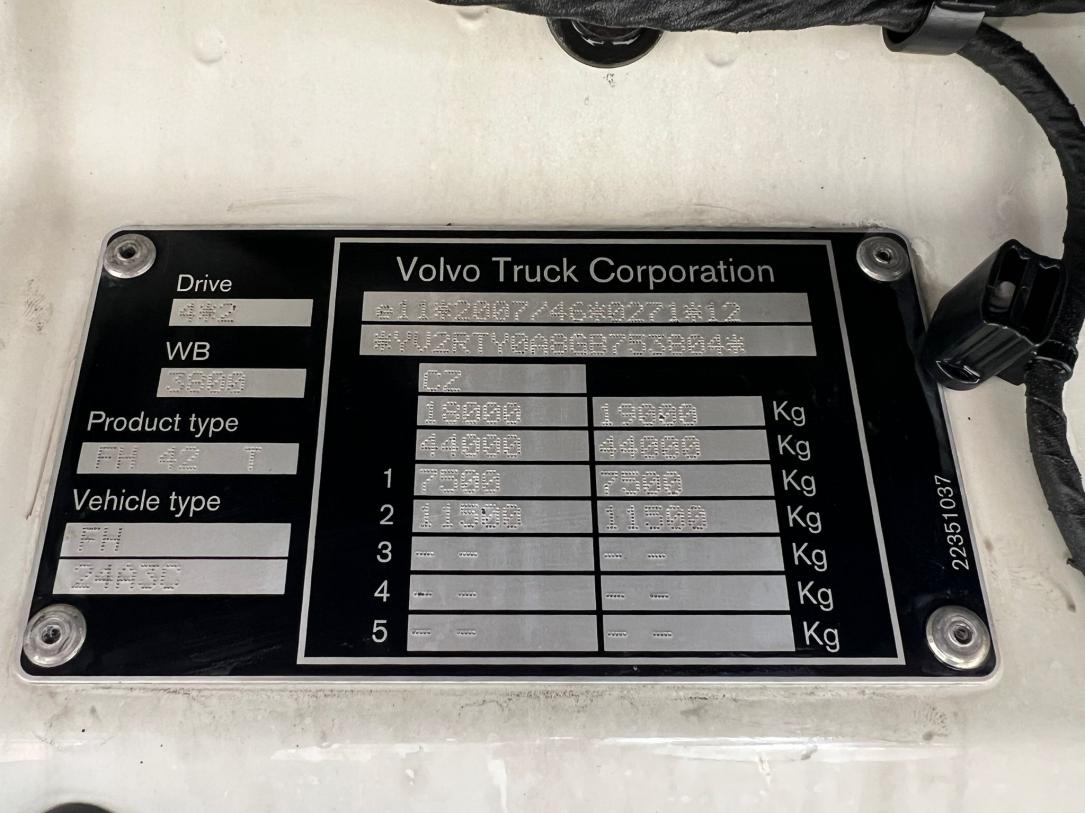 Drive
4*2
WB
3800
Product type
FH 42 T
Vehicle type
FH
24A3C
Volvo Truck Corporation
e11*2007/46*0271*12
*YV2RTY0A8GB753804*
CZ
18000 19000 Kg
44000 44000 Kg
1 7500 7500 Kg
2 11500 11500 Kg
3 ---- ---- ---- ---- Kg
4 ---- ---- ---- ---- Kg
5 ---- ---- ---- ---- Kg
22351037